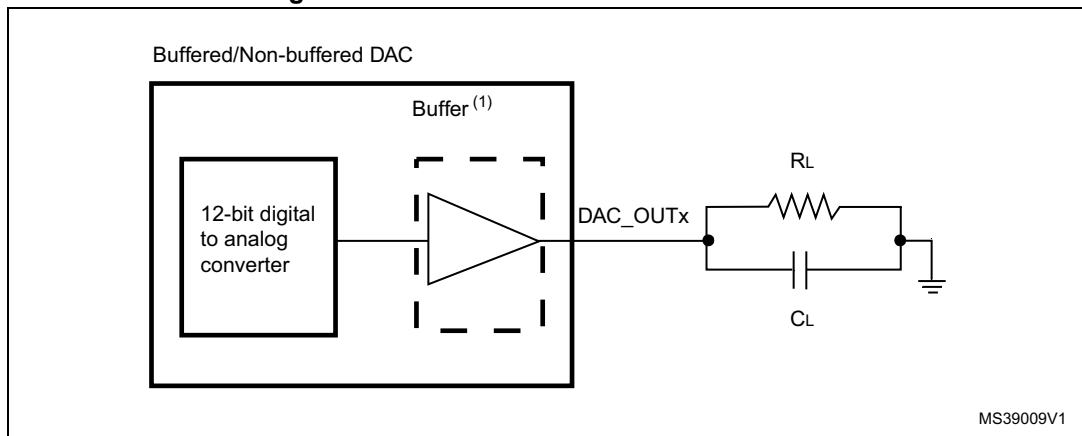 Buffered/Non-buffered DAC
Buffer (1)
12-bit digital
to analog
converter
DAC_OUTx
RL
CL
MS39009V1